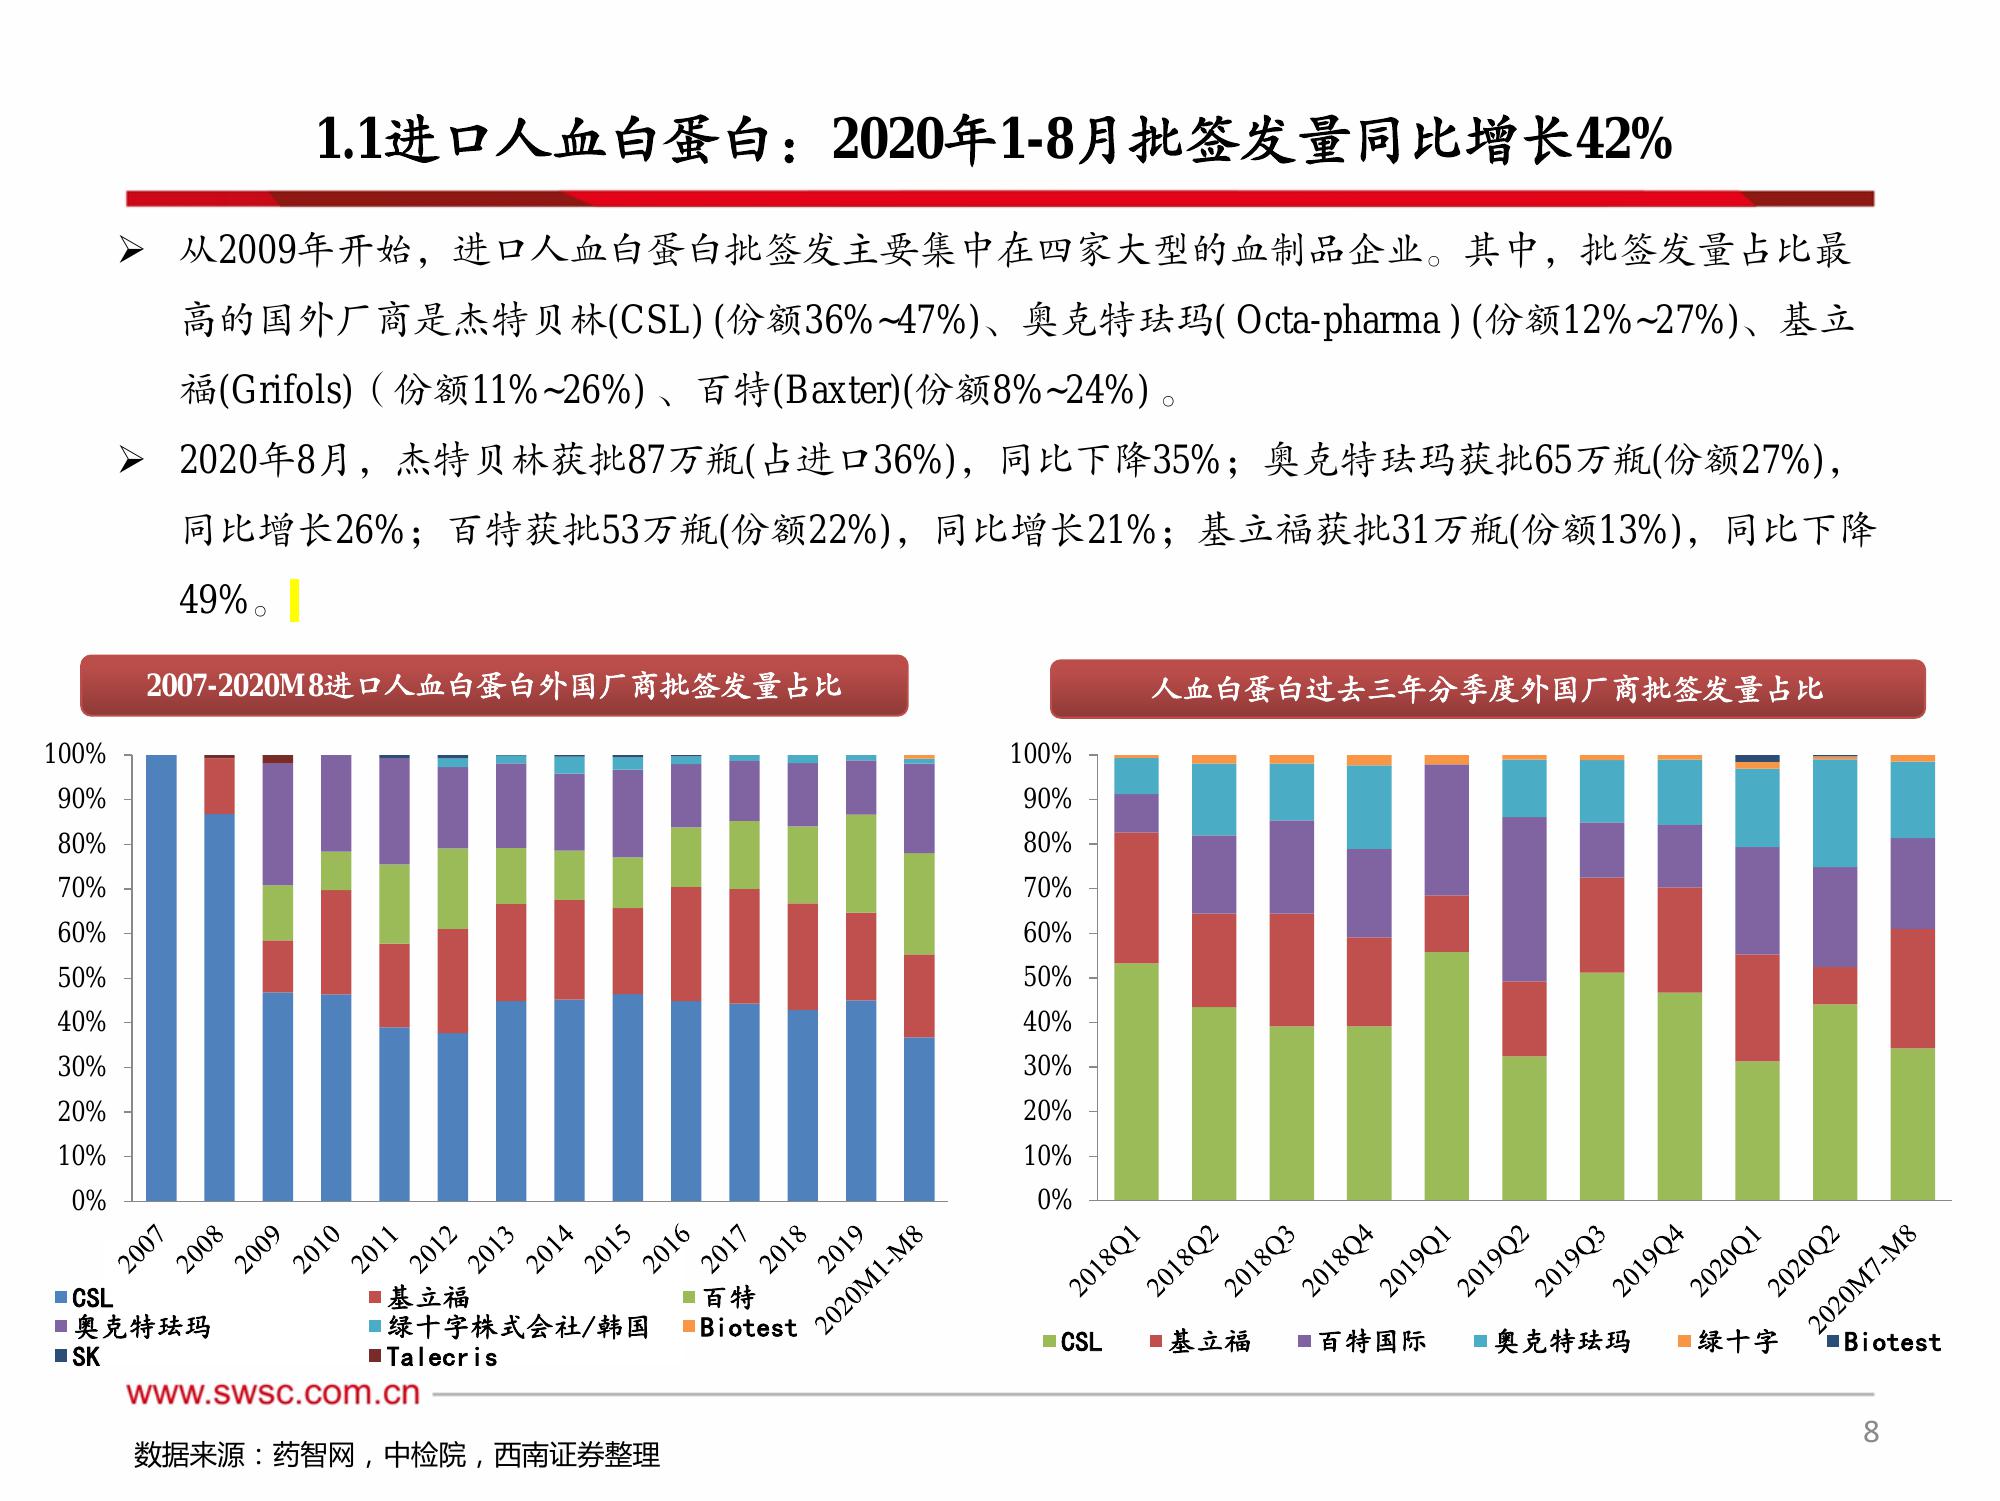 1.1进口人血白蛋白：2020年1-8月批签发量同比增长42%
➢ 从2009年开始，进口人血白蛋白批签发主要集中在四家大型的血制品企业。其中，批签发量占比最
高的国外厂商是杰特贝林(CSL) (份额36%~47%)、奥克特珐玛( Octa-pharma ) (份额12%~27%)、基立
福(Grifols)（份额11%~26%) 、百特(Baxter)(份额8%~24%) 。
➢ 2020年8月，杰特贝林获批87万瓶(占进口36%)，同比下降35%；奥克特珐玛获批65万瓶(份额27%)，
同比增长26%；百特获批53万瓶(份额22%)，同比增长21%；基立福获批31万瓶(份额13%)，同比下降
49%。
2007-2020M8进口人血白蛋白外国厂商批签发量占比
100%
90%
80%
70%
60%
50%
40%
30%
20%
10%
0%
2007 2008 2009 2010 2011 2012 2013 2014 2015 2016 2017 2018 2019 2020M1-M8
CSL 基立福 百特
奥克特珐玛 绿十字株式会社/韩国 Biotest
SK Talecris
人血白蛋白过去三年分季度外国厂商批签发量占比
100%
90%
80%
70%
60%
50%
40%
30%
20%
10%
0%
2018Q1 2018Q2 2018Q3 2018Q4 2019Q1 2019Q2 2019Q3 2019Q4 2020Q1 2020Q2 2020M7-M8
CSL 基立福 百特国际 奥克特珐玛 绿十字 Biotest
www.swsc.com.cn
8
数据来源：药智网，中检院，西南证券整理